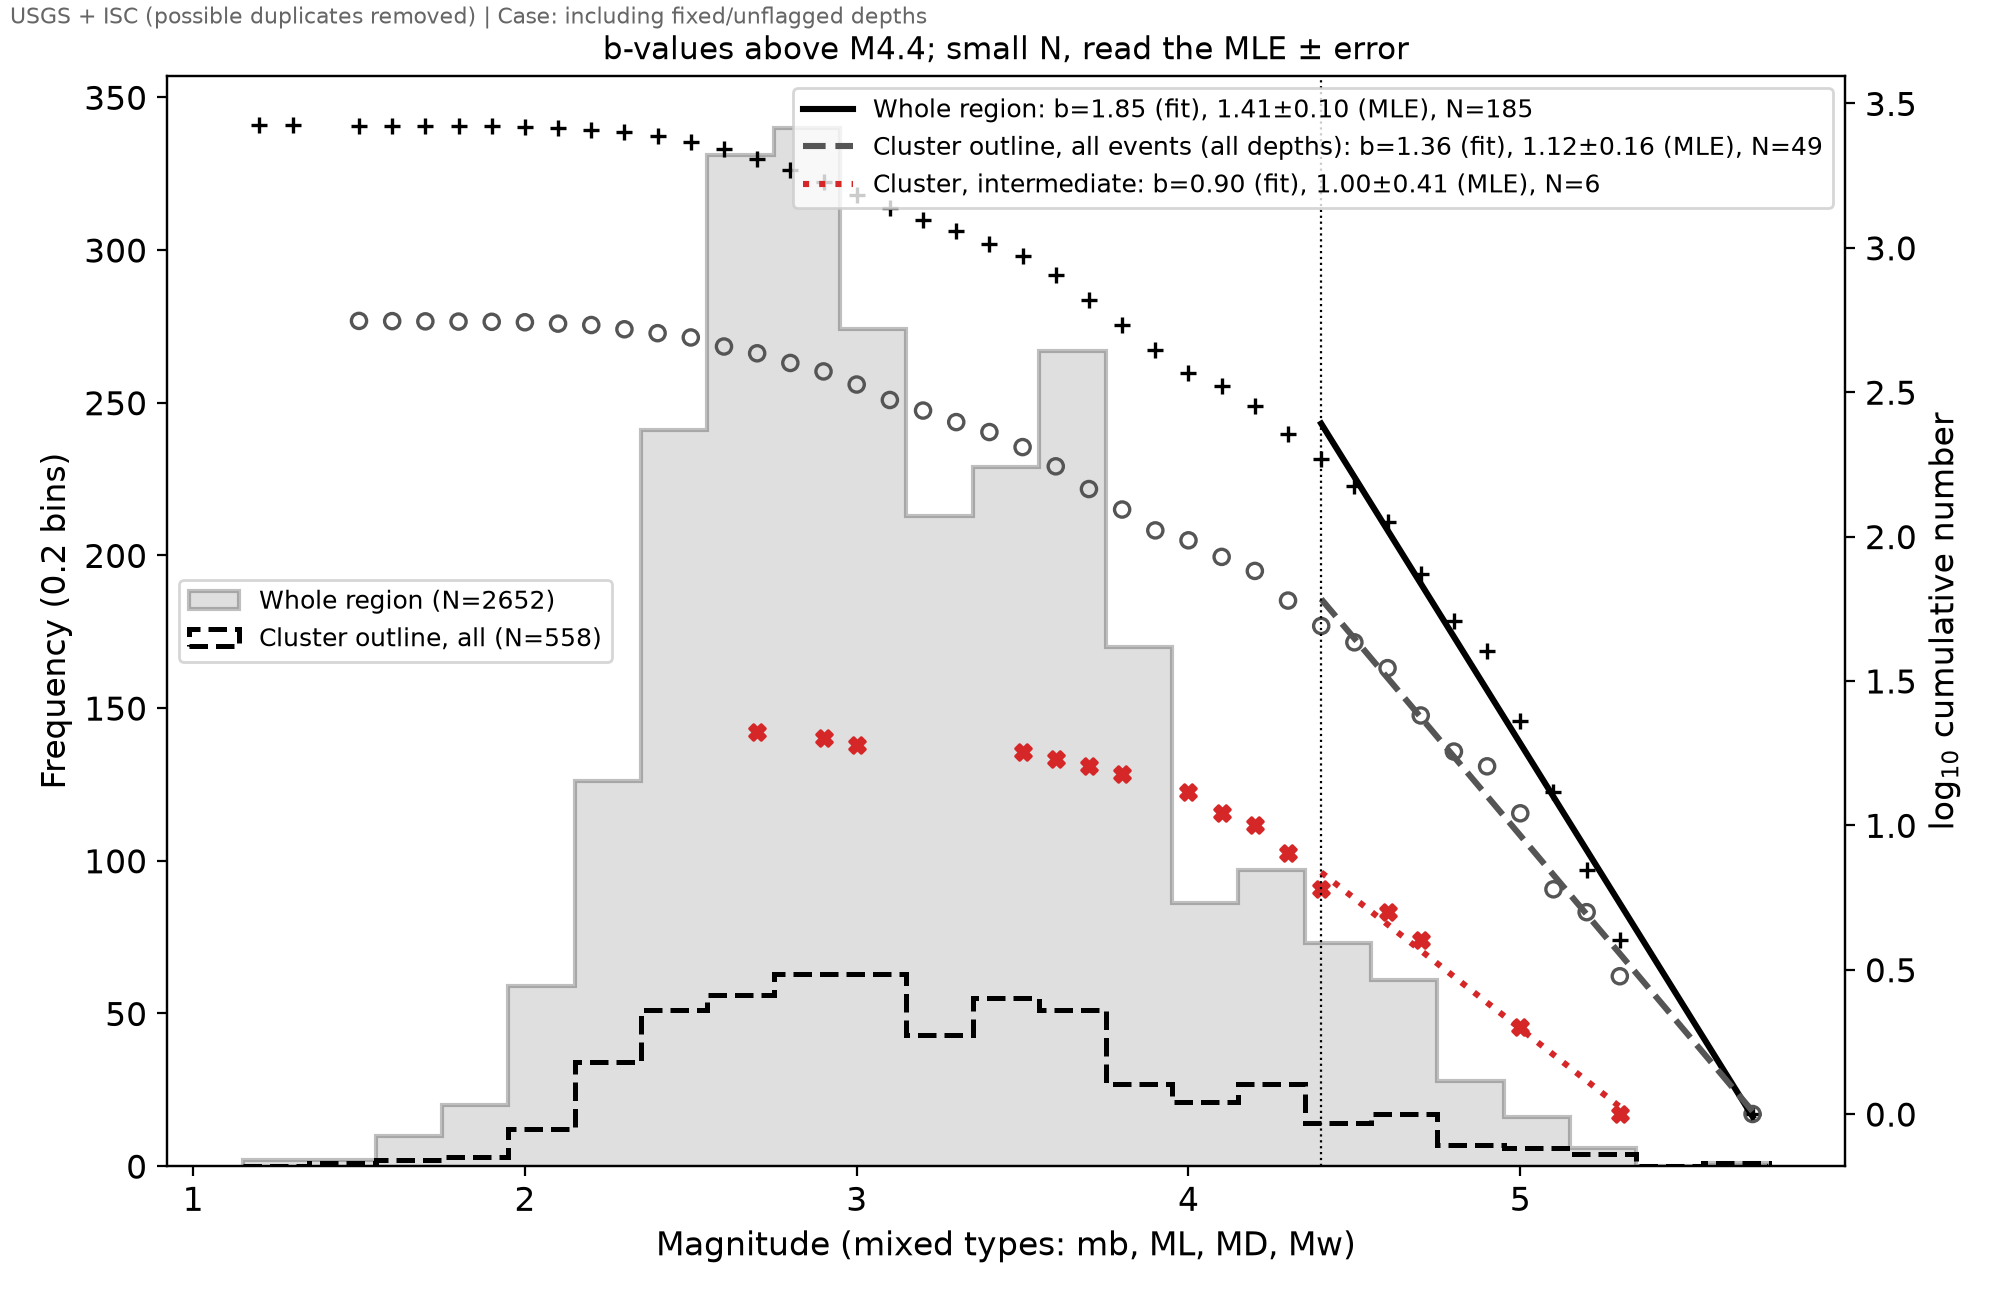 USGS + ISC (possible duplicates removed) | Case: including fixed/unflagged depths
b-values above M4.4; small N, read the MLE ± error
Whole region: b=1.85 (fit), 1.41±0.10 (MLE), N=185
Cluster outline, all events (all depths): b=1.36 (fit), 1.12±0.16 (MLE), N=49
Cluster, intermediate: b=0.90 (fit), 1.00±0.41 (MLE), N=6
Whole region (N=2652)
Cluster outline, all (N=558)
Frequency (0.2 bins)
350
300
250
200
150
100
50
0
3.5
3.0
2.5
2.0
1.5
1.0
0.5
0.0
log₁₀ cumulative number
1 2 3 4 5
Magnitude (mixed types: mb, ML, MD, Mw)